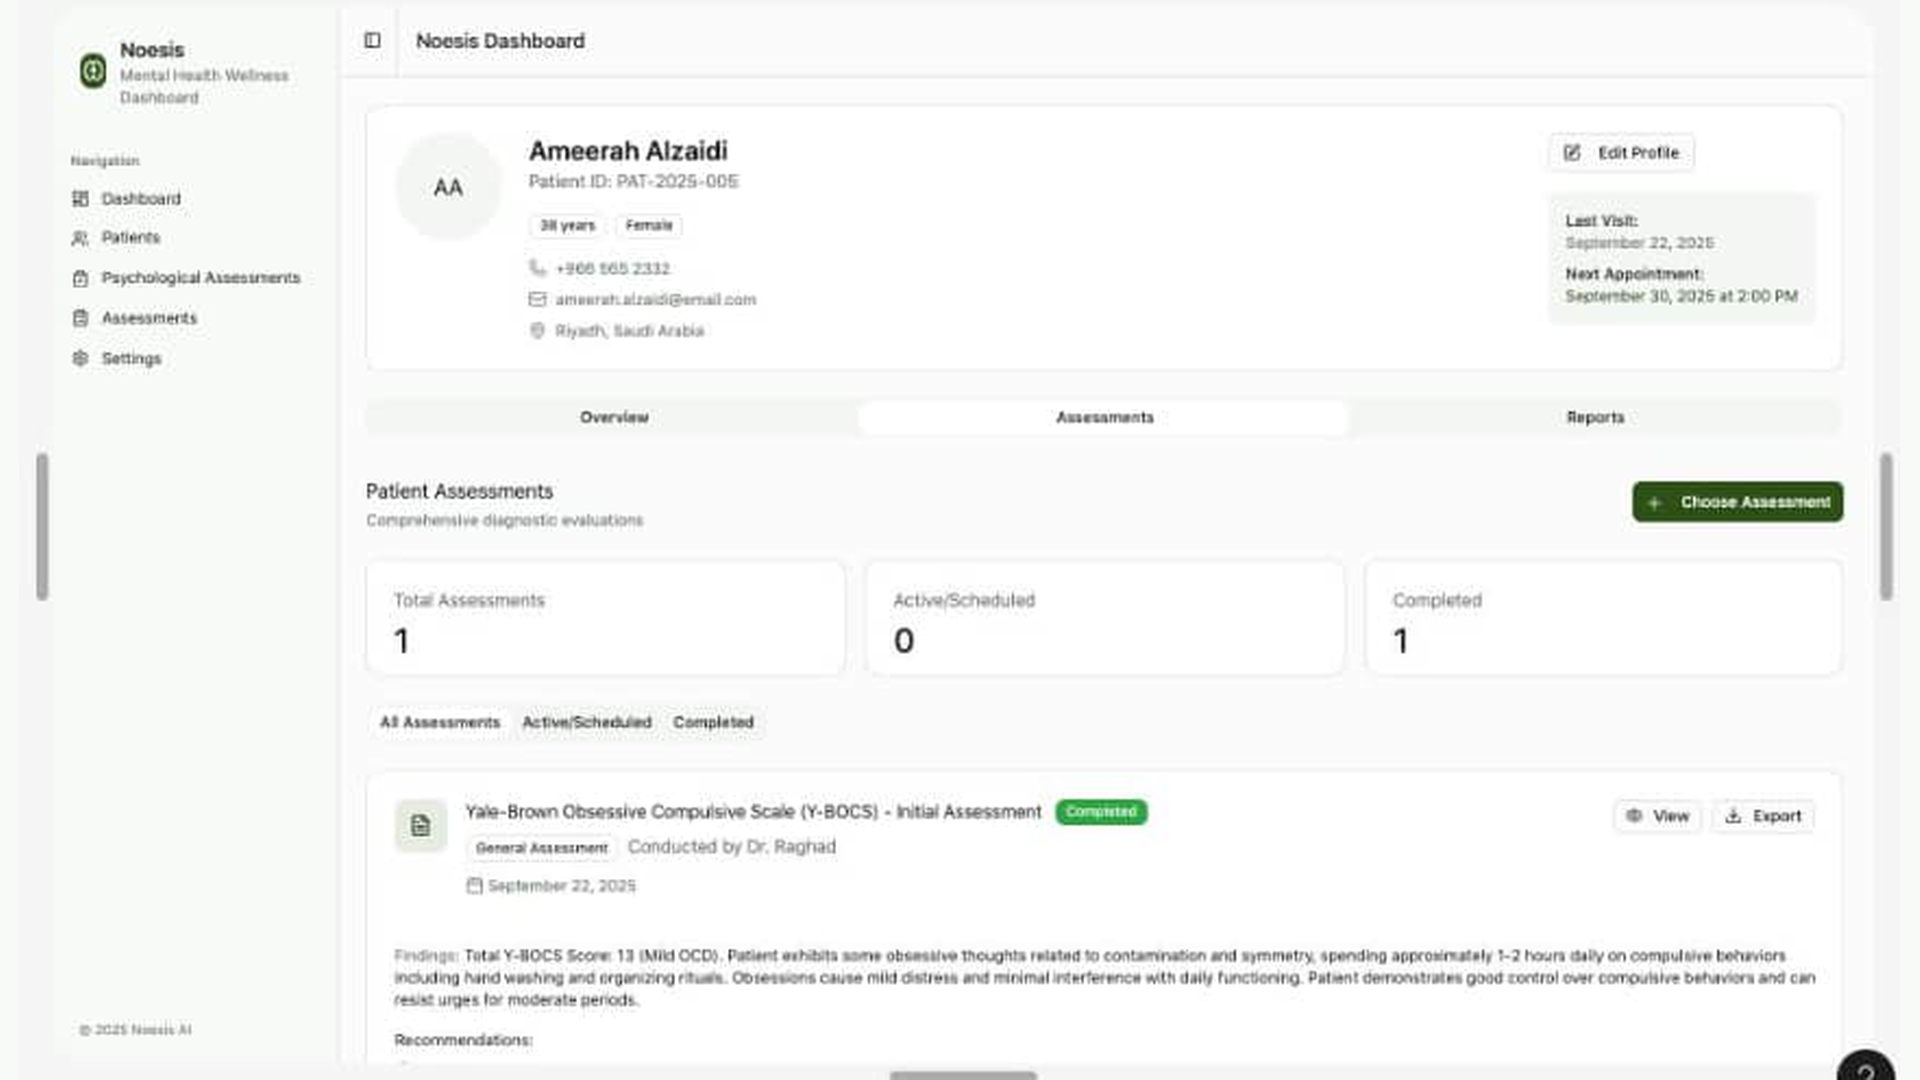 Noesis
Mental Health Wellness
Dashboard
Navigation
Dashboard
Patients
Psychological Assessments
Assessments
Settings
© 2025 Noesis AI
Noesis Dashboard
AA
Ameerah Alzaidi
Patient ID: PAT-2025-005
38 years
Female
+966 565 2332
ameerah.alzaidi@email.com
Riyadh, Saudi Arabia
Edit Profile
Last Visit:
September 22, 2025
Next Appointment:
September 30, 2025 at 2:00 PM
Overview
Assessments
Reports
Patient Assessments
Comprehensive diagnostic evaluations
+ Choose Assessment
Total Assessments
1
Active/Scheduled
0
Completed
1
All Assessments
Active/Scheduled
Completed
Yale-Brown Obsessive Compulsive Scale (Y-BOCS) - Initial Assessment
Completed
General Assessment
Conducted by Dr. Raghad
September 22, 2025
View
Export
Findings: Total Y-BOCS Score: 13 (Mild OCD). Patient exhibits some obsessive thoughts related to contamination and symmetry, spending approximately 1-2 hours daily on compulsive behaviors
including hand washing and organizing rituals. Obsessions cause mild distress and minimal interference with daily functioning. Patient demonstrates good control over compulsive behaviors and can
resist urges for moderate periods.
Recommendations:
?